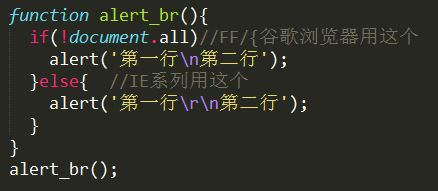 function alert_br(){
  if(!document.all)//FF/{谷歌浏览器用这个
    alert('第一行\n第二行');
  }else{  //IE系列用这个
    alert('第一行\r\n第二行');
  }
}
alert_br();